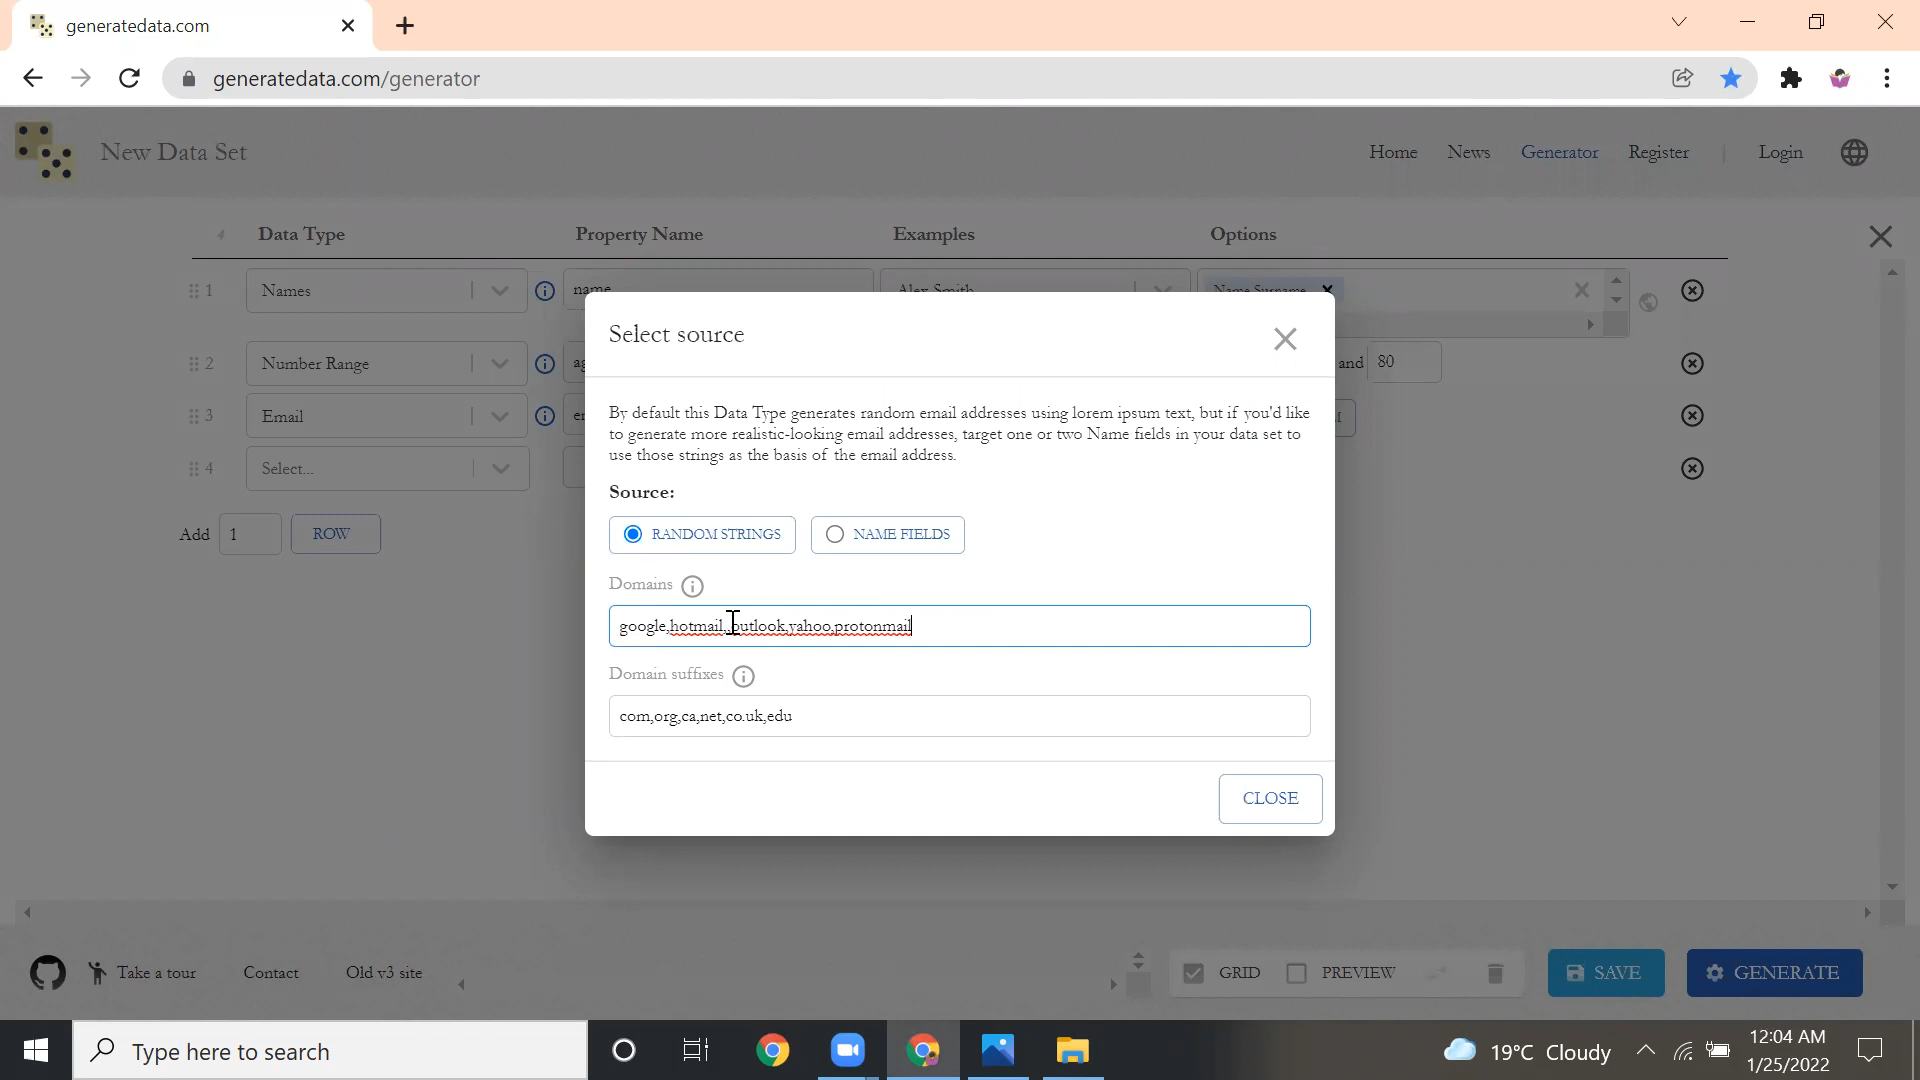 generatedata.com
generatedata.com/generator
New Data Set
Home News Generator Register Login
Data Type Property Name Examples Options
1 Names name Alex Smith Name Surname
Select source
2 Number Range and 80
By default this Data Type generates random email addresses using lorem ipsum text, but if you'd like
3 Email
to generate more realistic-looking email addresses, target one or two Name fields in your data set to
use those strings as the basis of the email address.
4 Select...
Source:
Add 1 ROW
RANDOM STRINGS NAME FIELDS
Domains
google,hotmail,,outlook,yahoo,protonmail
Domain suffixes
com,org,ca,net,co.uk,edu
CLOSE
Take a tour Contact Old v3 site GRID PREVIEW SAVE GENERATE
Type here to search 19°C Cloudy 12:04 AM
1/25/2022